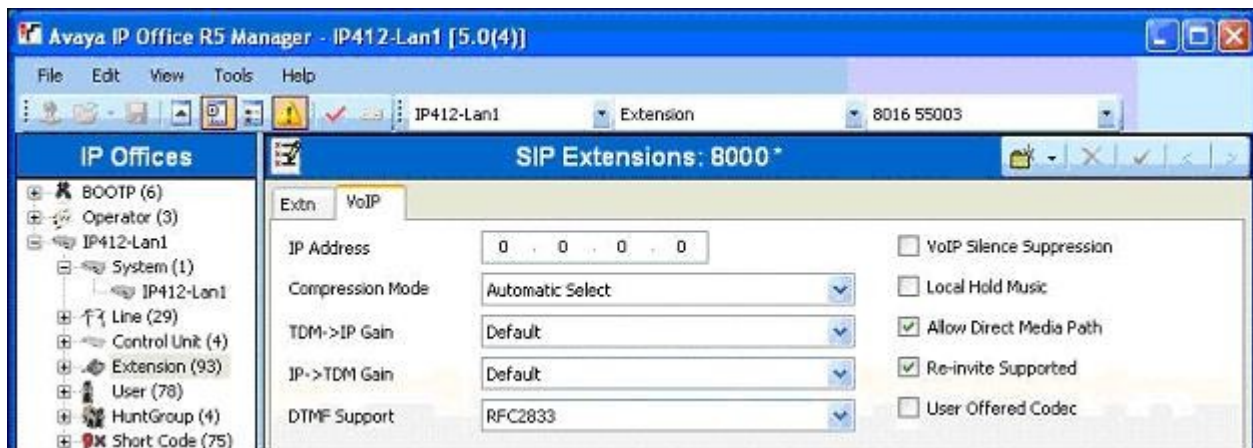 Avaya IP Office R5 Manager - IP412-Lan1 [5.0(4)]
File Edit View Tools Help
IP412-Lan1 Extension 8016 55003
IP Offices
SIP Extensions: 8000 *
BOOTP (6)
Operator (3)
IP412-Lan1
System (1)
IP412-Lan1
Line (29)
Control Unit (4)
Extension (93)
User (78)
HuntGroup (4)
Short Code (75)
Extn VoIP
IP Address 0 . 0 . 0 . 0
Compression Mode Automatic Select
TDM->IP Gain Default
IP->TDM Gain Default
DTMF Support RFC2833
VoIP Silence Suppression
Local Hold Music
Allow Direct Media Path
Re-invite Supported
User Offered Codec